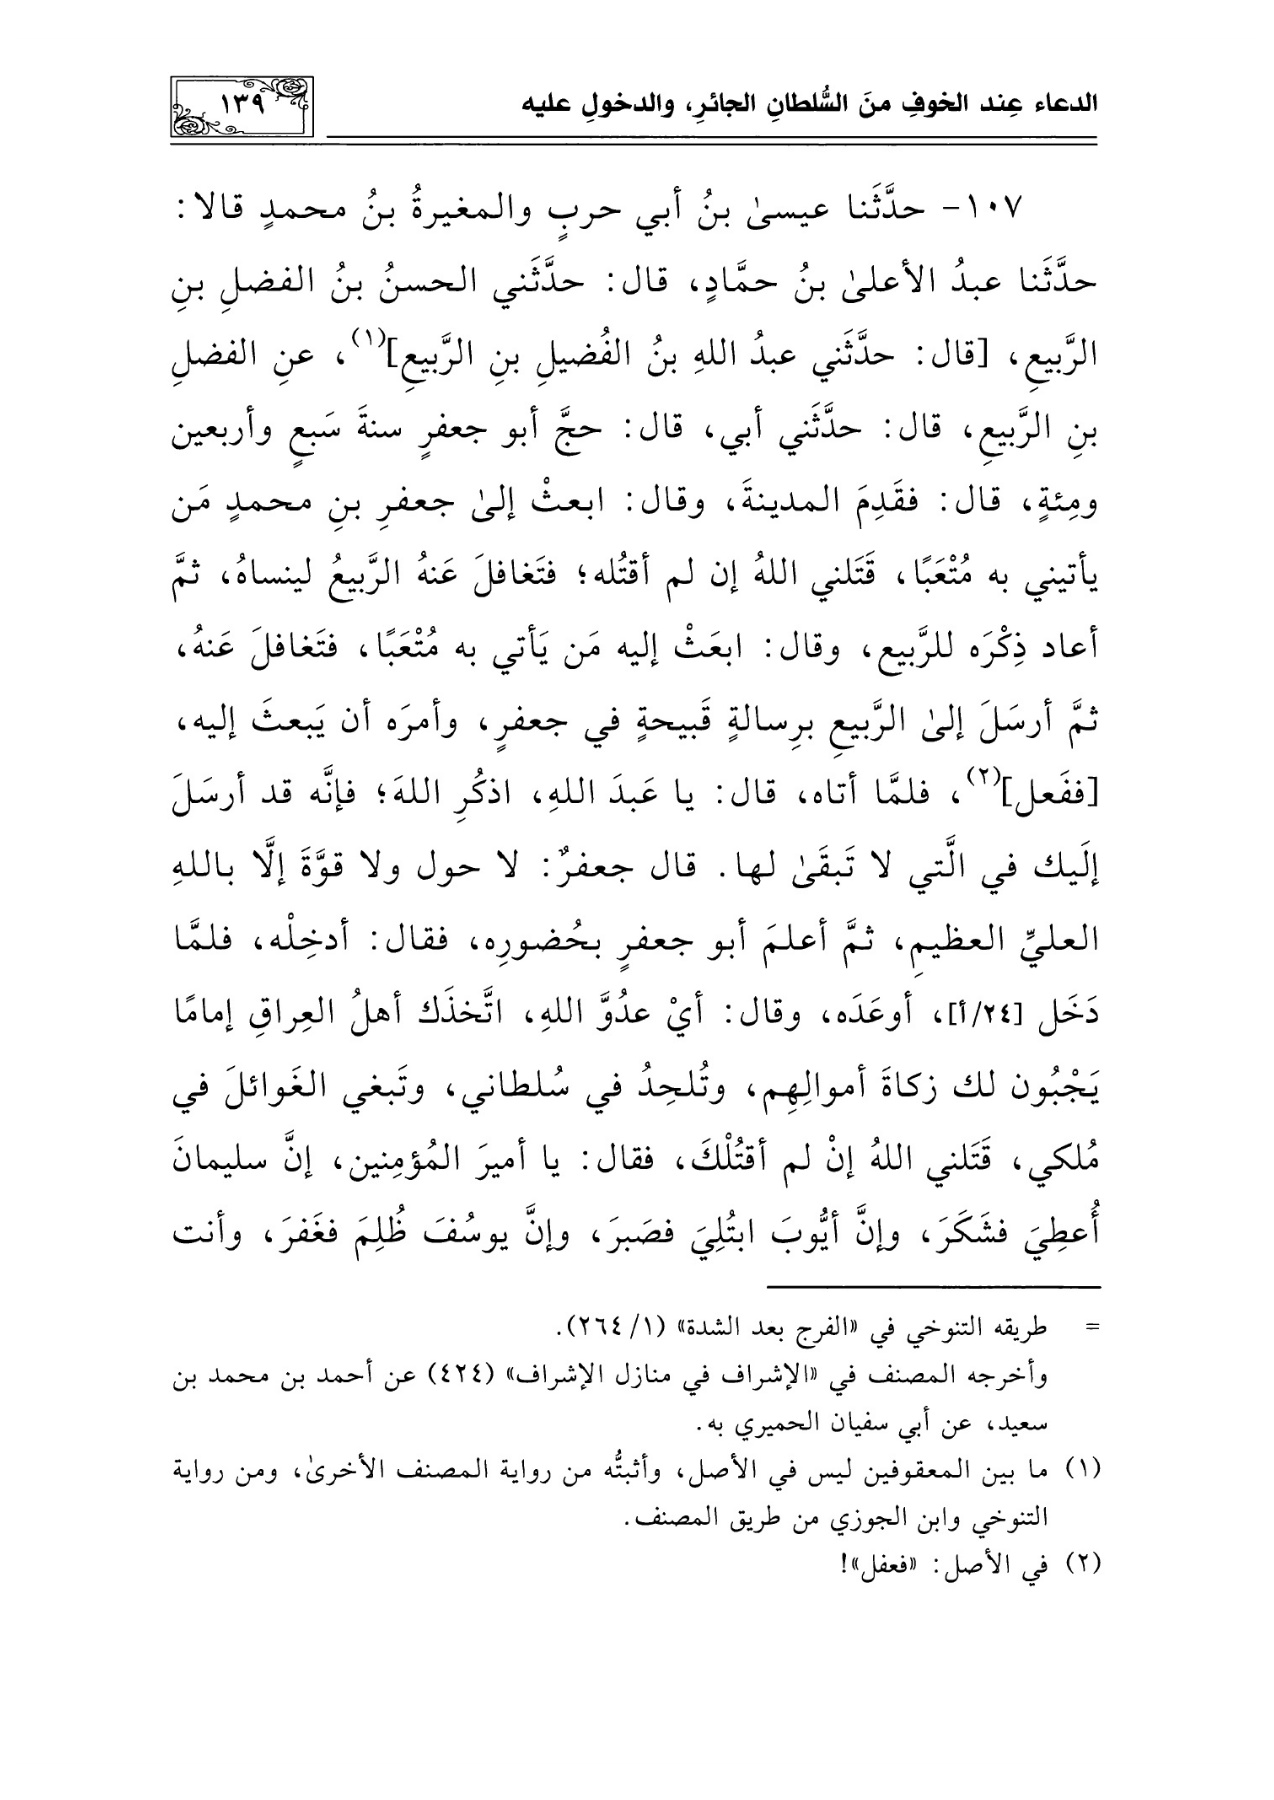 الدعاء عِند الخوفِ منَ السُّلطانِ الجائرِ، والدخولِ عليه
١٣٩
١٠٧- حدَّثَنا عيسىٰ بنُ أبي حربٍ والمغيرةُ بنُ محمدٍ قالا:
حدَّثَنا عبدُ الأعلىٰ بنُ حمَّادٍ، قال: حدَّثَني الحسنُ بنُ الفضلِ بنِ
الرَّبيعِ، [قال: حدَّثَني عبدُ اللهِ بنُ الفُضيلِ بنِ الرَّبيعِ](١)، عنِ الفضلِ
بنِ الرَّبيعِ، قال: حدَّثَني أبي، قال: حجَّ أبو جعفرٍ سنةَ سَبعٍ وأربعين
ومِئةٍ، قال: فقَدِمَ المدينةَ، وقال: ابعثْ إلىٰ جعفرِ بنِ محمدٍ مَن
يأتيني به مُتْعَبًا، قَتَلني اللهُ إن لم أقتُله؛ فتَغافلَ عَنهُ الرَّبيعُ لينساهُ، ثمَّ
أعاد ذِكْرَه للرَّبيع، وقال: ابعَثْ إليه مَن يَأتي به مُتْعَبًا، فتَغافلَ عَنهُ،
ثمَّ أرسَلَ إلىٰ الرَّبيعِ برِسالةٍ قَبيحةٍ في جعفرٍ، وأمرَه أن يَبعثَ إليه،
[ففَعل](٢)، فلمَّا أتاه، قال: يا عَبدَ اللهِ، اذكُرِ اللهَ؛ فإنَّه قد أرسَلَ
إلَيك في الَّتي لا تَبقَىٰ لها. قال جعفرٌ: لا حول ولا قوَّةَ إلَّا باللهِ
العليِّ العظيمِ، ثمَّ أعلمَ أبو جعفرٍ بحُضورِه، فقال: أدخِلْه، فلمَّا
دَخَل [٢٤/أ]، أوعَدَه، وقال: أيْ عدُوَّ اللهِ، اتَّخذَك أهلُ العِراقِ إمامًا
يَجْبُون لك زكاةَ أموالِهِم، وتُلحِدُ في سُلطاني، وتَبغي الغَوائلَ في
مُلكي، قَتَلني اللهُ إنْ لم أقتُلْكَ، فقال: يا أميرَ المُؤمِنين، إنَّ سليمانَ
أُعطِيَ فشَكَرَ، وإنَّ أيُّوبَ ابتُلِيَ فصَبرَ، وإنَّ يوسُفَ ظُلِمَ فغَفرَ، وأنت
= طريقه التنوخي في «الفرج بعد الشدة» (١/ ٢٦٤).
وأخرجه المصنف في «الإشراف في منازل الإشراف» (٤٢٤) عن أحمد بن محمد بن
سعيد، عن أبي سفيان الحميري به.
(١) ما بين المعقوفين ليس في الأصل، وأثبتُّه من رواية المصنف الأخرىٰ، ومن رواية
التنوخي وابن الجوزي من طريق المصنف.
(٢) في الأصل: «فعفل»!